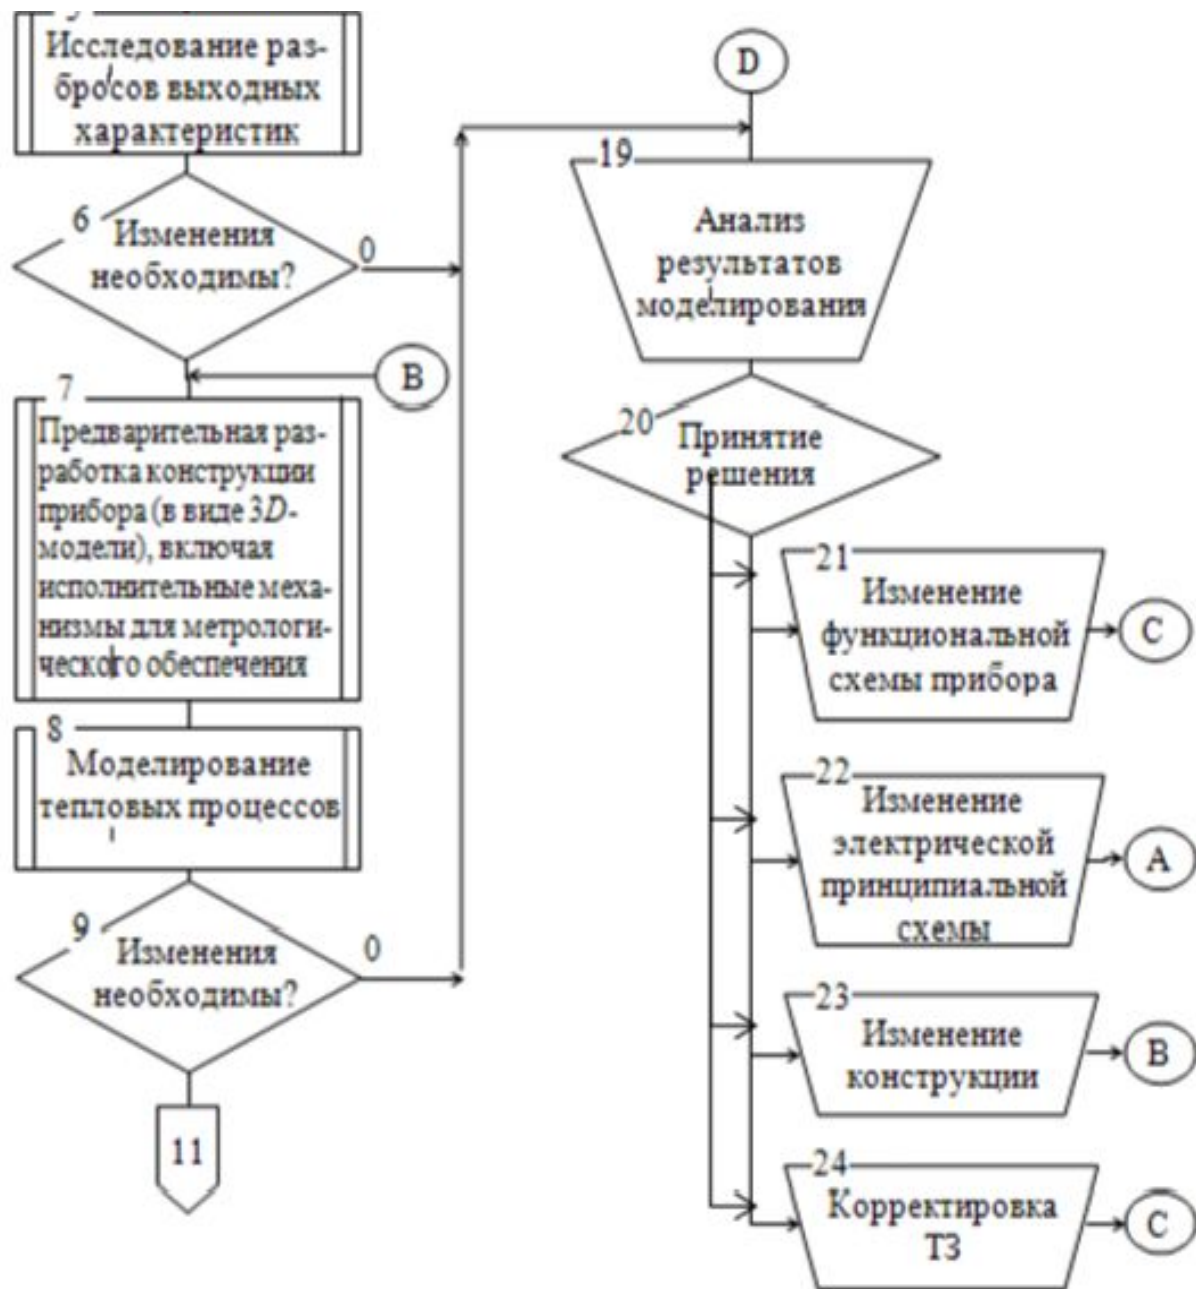 Исследование раз-
бросов выходных
характеристик
6
Изменения
необходимы?
0
B
7
Предварительная раз-
работка конструкции
прибора (в виде 3D-
модели), включая
исполнительные меха-
низмы для метрологи-
ческого обеспечения
8
Моделирование
тепловых процессов
9
Изменения
необходимы?
0
11
D
19
Анализ
результатов
моделирования
20
Принятие
решения
21
Изменение
функциональной
схемы прибора
C
22
Изменение
электрической
принципиальной
схемы
A
23
Изменение
конструкции
B
24
Корректировка
ТЗ
C